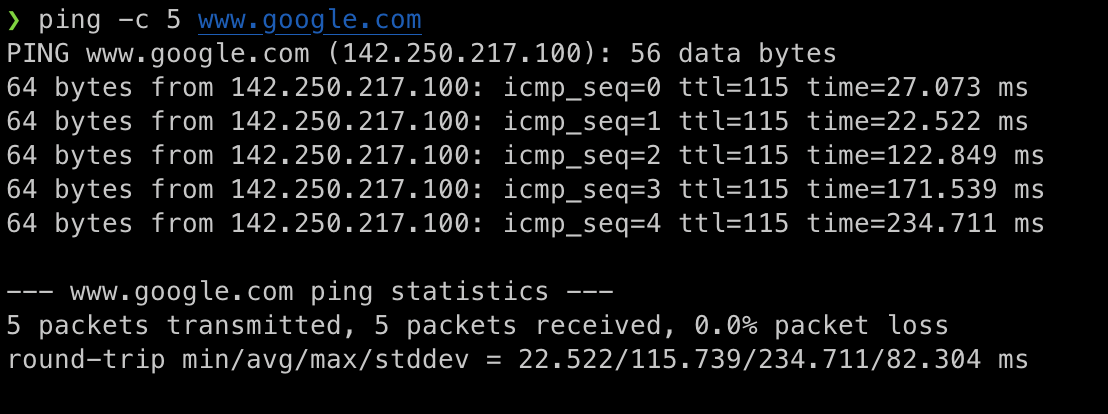 ❯ ping -c 5 www.google.com
PING www.google.com (142.250.217.100): 56 data bytes
64 bytes from 142.250.217.100: icmp_seq=0 ttl=115 time=27.073 ms
64 bytes from 142.250.217.100: icmp_seq=1 ttl=115 time=22.522 ms
64 bytes from 142.250.217.100: icmp_seq=2 ttl=115 time=122.849 ms
64 bytes from 142.250.217.100: icmp_seq=3 ttl=115 time=171.539 ms
64 bytes from 142.250.217.100: icmp_seq=4 ttl=115 time=234.711 ms

--- www.google.com ping statistics ---
5 packets transmitted, 5 packets received, 0.0% packet loss
round-trip min/avg/max/stddev = 22.522/115.739/234.711/82.304 ms